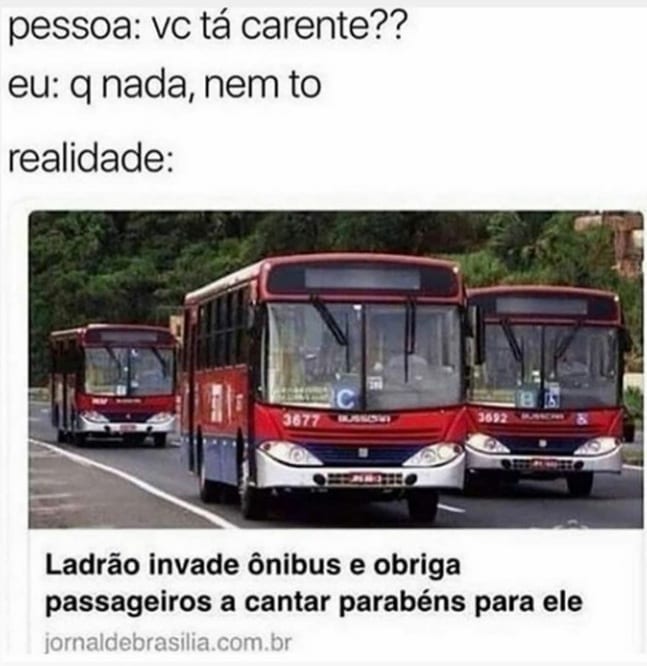 pessoa: vc tá carente??
eu: q nada, nem to
realidade:
C
3677
BUSSCAR
3692
B
Ladrão invade ônibus e obriga
passageiros a cantar parabéns para ele
jornaldebrasilia.com.br